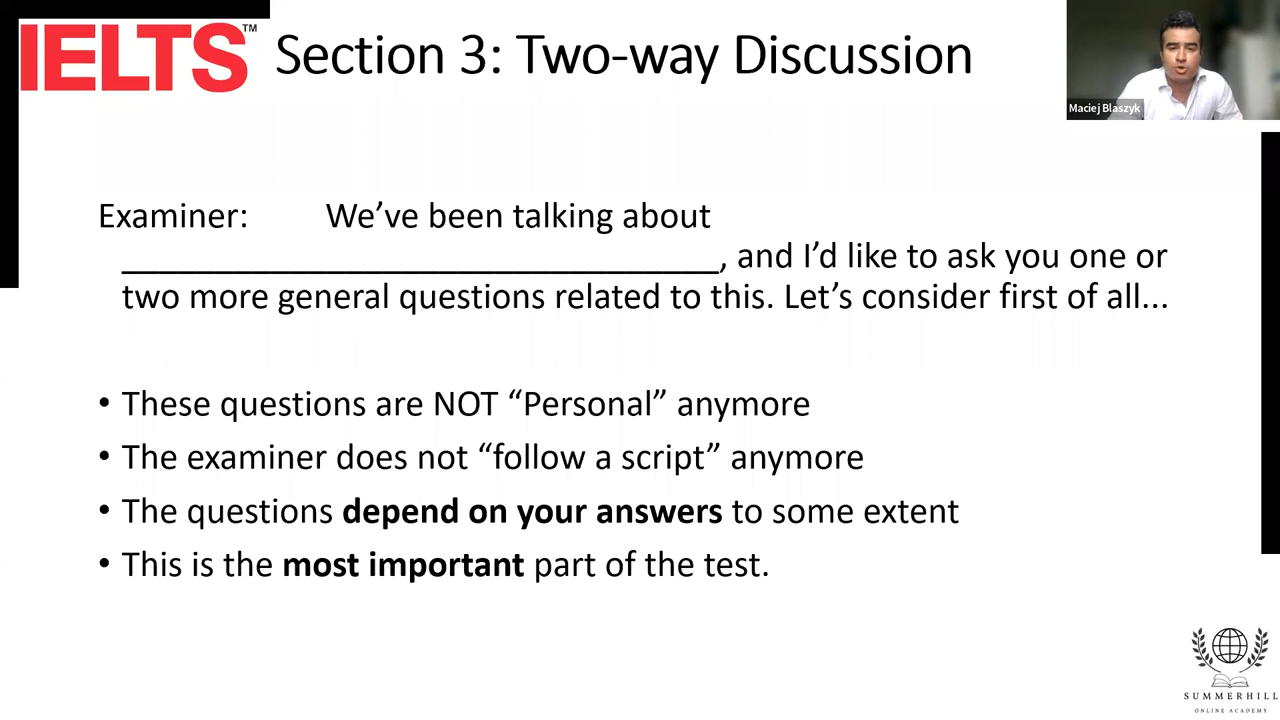 IELTS™
Section 3: Two-way Discussion
Maciej Blaszyk
Examiner: We’ve been talking about
________________________________, and I’d like to ask you one or
two more general questions related to this. Let’s consider first of all...
• These questions are NOT “Personal” anymore
• The examiner does not “follow a script” anymore
• The questions depend on your answers to some extent
• This is the most important part of the test.
SUMMERHILL
ONLINE ACADEMY